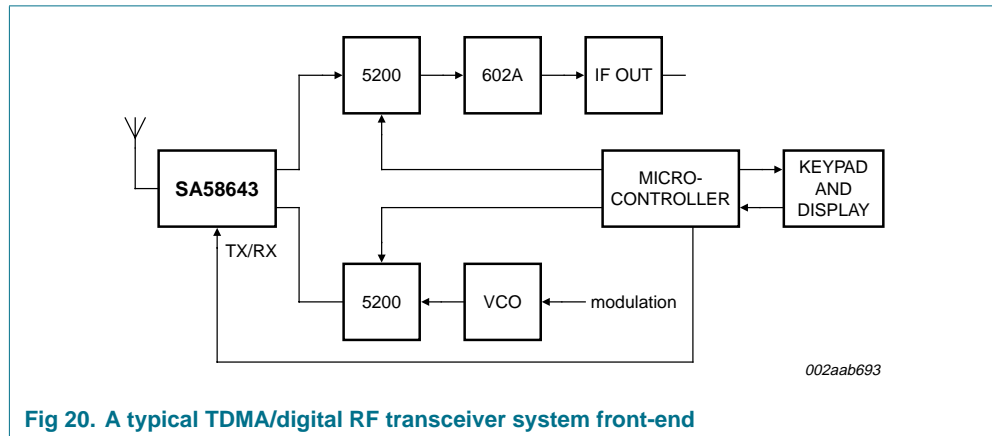 5200
602A
IF OUT
SA58643
MICRO-
CONTROLLER
KEYPAD
AND
DISPLAY
TX/RX
5200
VCO
modulation
002aab693
Fig 20. A typical TDMA/digital RF transceiver system front-end